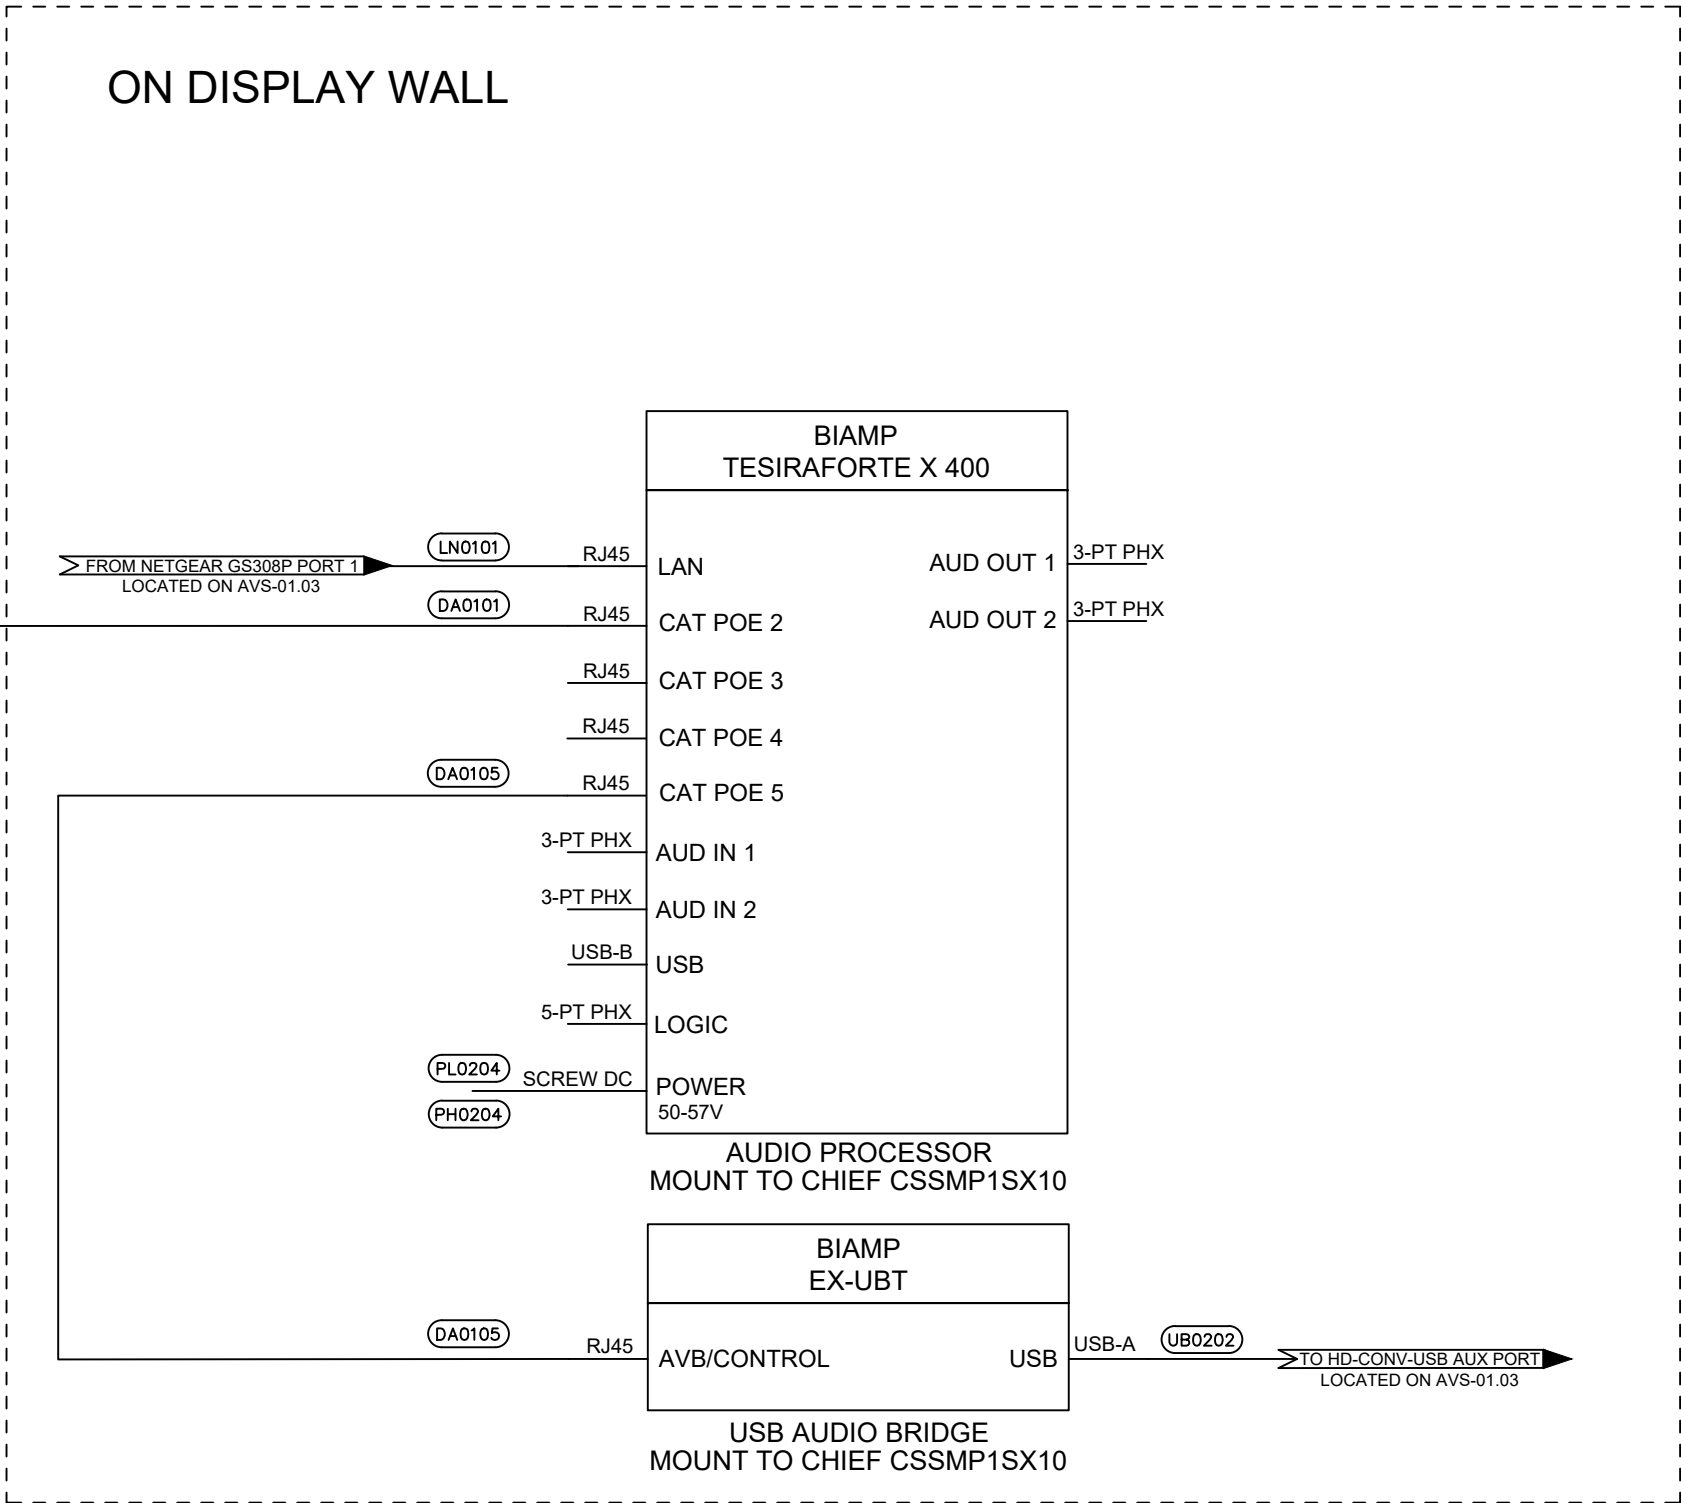 ON DISPLAY WALL
BIAMP
TESIRAFORTE X 400
LN0101
RJ45
LAN
AUD OUT 1
3-PT PHX
FROM NETGEAR GS308P PORT 1
LOCATED ON AVS-01.03
DA0101
RJ45
CAT POE 2
AUD OUT 2
3-PT PHX
RJ45
CAT POE 3
RJ45
CAT POE 4
DA0105
RJ45
CAT POE 5
3-PT PHX
AUD IN 1
3-PT PHX
AUD IN 2
USB-B
USB
5-PT PHX
LOGIC
PL0204
SCREW DC
POWER
50-57V
PH0204
AUDIO PROCESSOR
MOUNT TO CHIEF CSSMP1SX10
BIAMP
EX-UBT
DA0105
RJ45
AVB/CONTROL
USB
USB-A
UB0202
TO HD-CONV-USB AUX PORT
LOCATED ON AVS-01.03
USB AUDIO BRIDGE
MOUNT TO CHIEF CSSMP1SX10